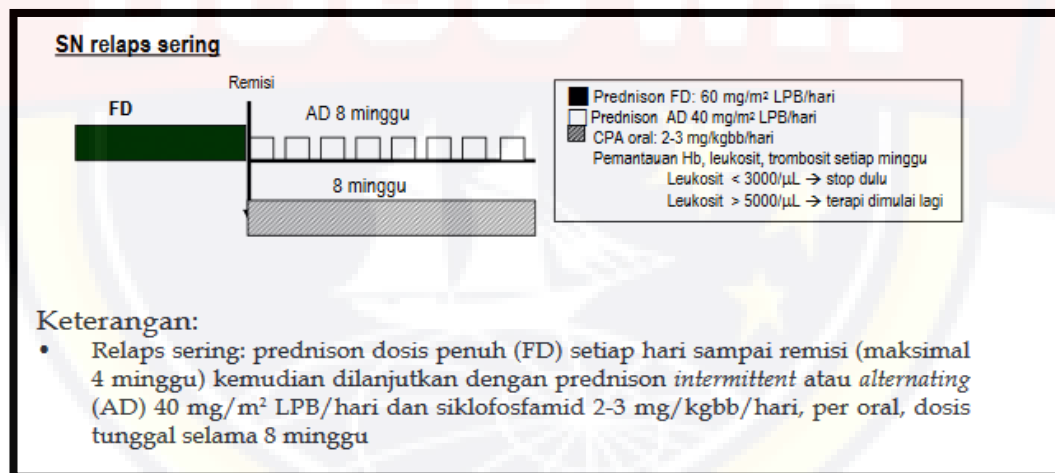 SN relaps sering
Remisi
FD
AD 8 minggu
8 minggu
Prednison FD: 60 mg/m² LPB/hari
Prednison AD 40 mg/m² LPB/hari
CPA oral: 2-3 mg/kgbb/hari
Pemantauan Hb, leukosit, trombosit setiap minggu
Leukosit < 3000/µL → stop dulu
Leukosit > 5000/µL → terapi dimulai lagi
Keterangan:
• Relaps sering: prednison dosis penuh (FD) setiap hari sampai remisi (maksimal
4 minggu) kemudian dilanjutkan dengan prednison intermittent atau alternating
(AD) 40 mg/m² LPB/hari dan siklofosfamid 2-3 mg/kgbb/hari, per oral, dosis
tunggal selama 8 minggu